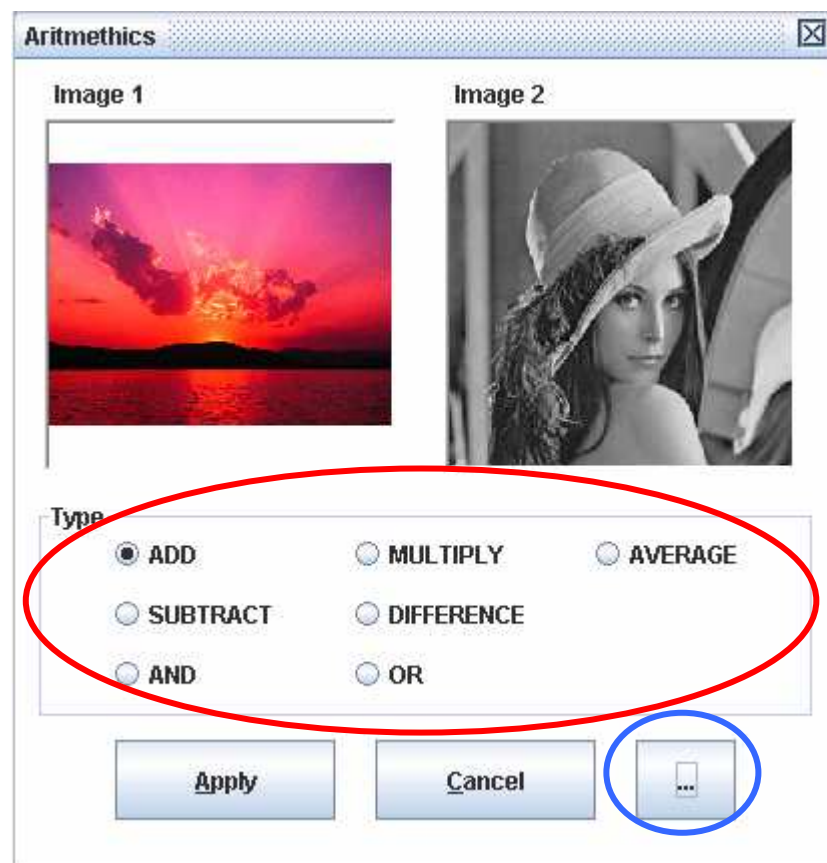 Aritmethics
Image 1 Image 2
Type
ADD MULTIPLY AVERAGE
SUBTRACT DIFFERENCE
AND OR
Apply Cancel ...